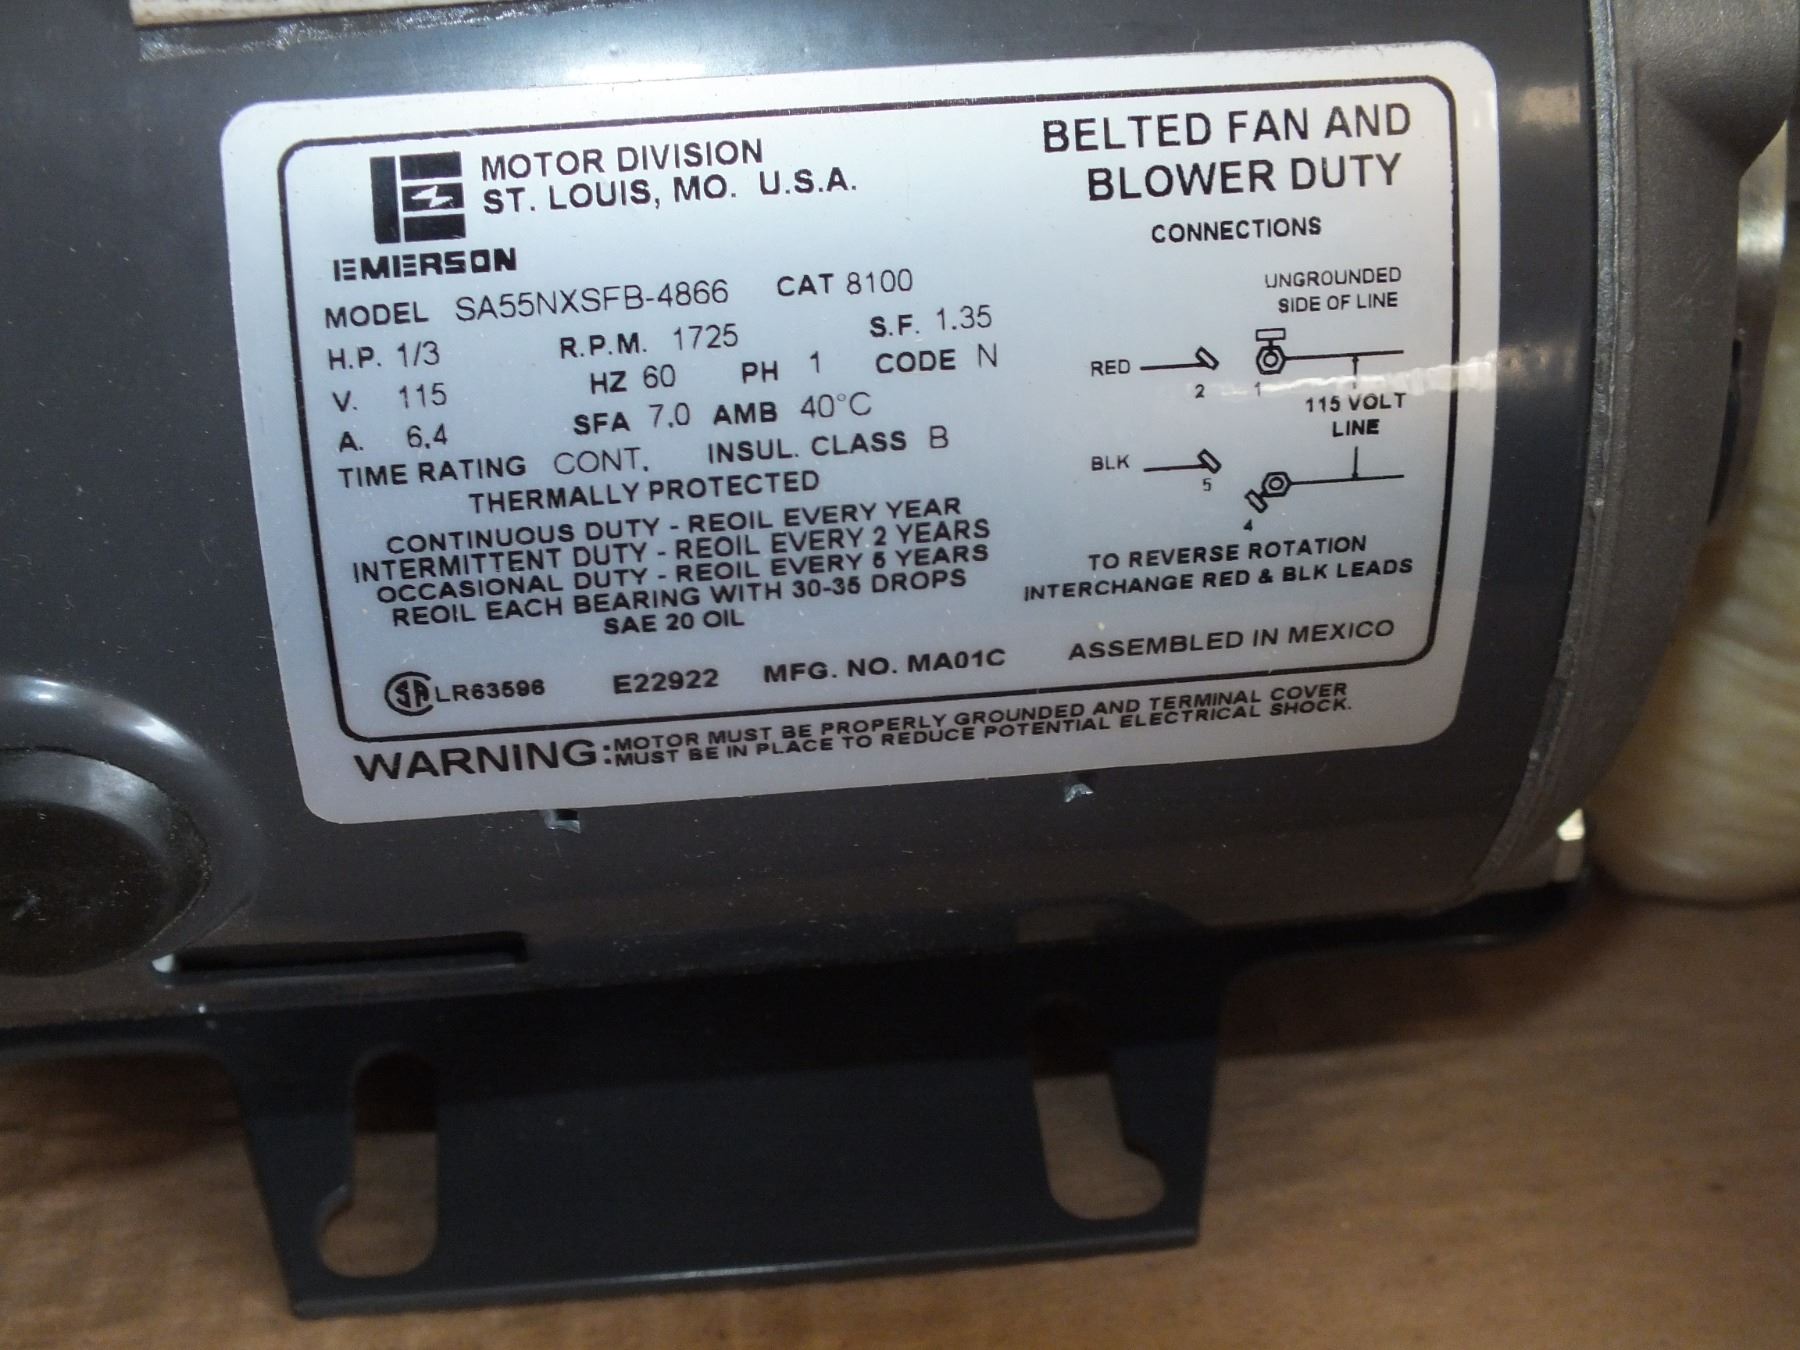 EMERSON
MOTOR DIVISION
ST. LOUIS, MO. U.S.A.
MODEL SA55NXSFB-4866 CAT 8100
H.P. 1/3 R.P.M. 1725 S.F. 1.35
V. 115 HZ 60 PH 1 CODE N
A. 6.4 SFA 7.0 AMB 40°C
TIME RATING CONT. INSUL. CLASS B
THERMALLY PROTECTED
CONTINUOUS DUTY - REOIL EVERY YEAR
INTERMITTENT DUTY - REOIL EVERY 2 YEARS
OCCASIONAL DUTY - REOIL EVERY 5 YEARS
REOIL EACH BEARING WITH 30-35 DROPS
SAE 20 OIL
BELTED FAN AND
BLOWER DUTY
CONNECTIONS
UNGROUNDED
SIDE OF LINE
RED 2 1
115 VOLT
LINE
BLK 5 4
TO REVERSE ROTATION
INTERCHANGE RED & BLK LEADS
SA LR63596 E22922 MFG. NO. MA01C ASSEMBLED IN MEXICO
WARNING: MOTOR MUST BE PROPERLY GROUNDED AND TERMINAL COVER
MUST BE IN PLACE TO REDUCE POTENTIAL ELECTRICAL SHOCK.